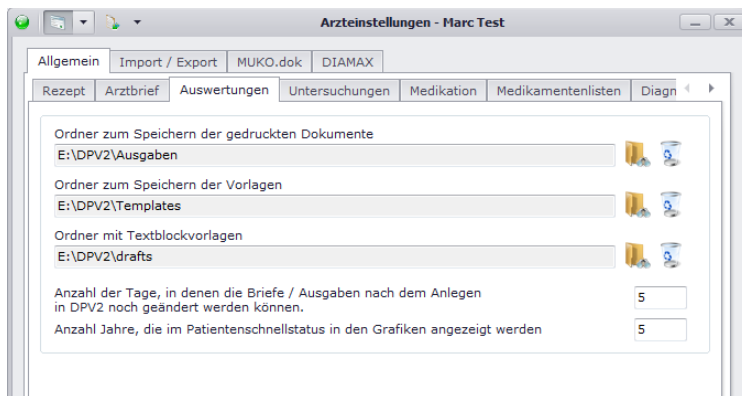 Arzteinstellungen - Marc Test
Allgemein Import / Export MUKO.dok DIAMAX
Rezept Arztbrief Auswertungen Untersuchungen Medikation Medikamentenlisten Diagn
Ordner zum Speichern der gedruckten Dokumente
E:\DPV2\Ausgaben
Ordner zum Speichern der Vorlagen
E:\DPV2\Templates
Ordner mit Textblockvorlagen
E:\DPV2\drafts
Anzahl der Tage, in denen die Briefe / Ausgaben nach dem Anlegen
in DPV2 noch geändert werden können. 5
Anzahl Jahre, die im Patientenschnellstatus in den Grafiken angezeigt werden 5